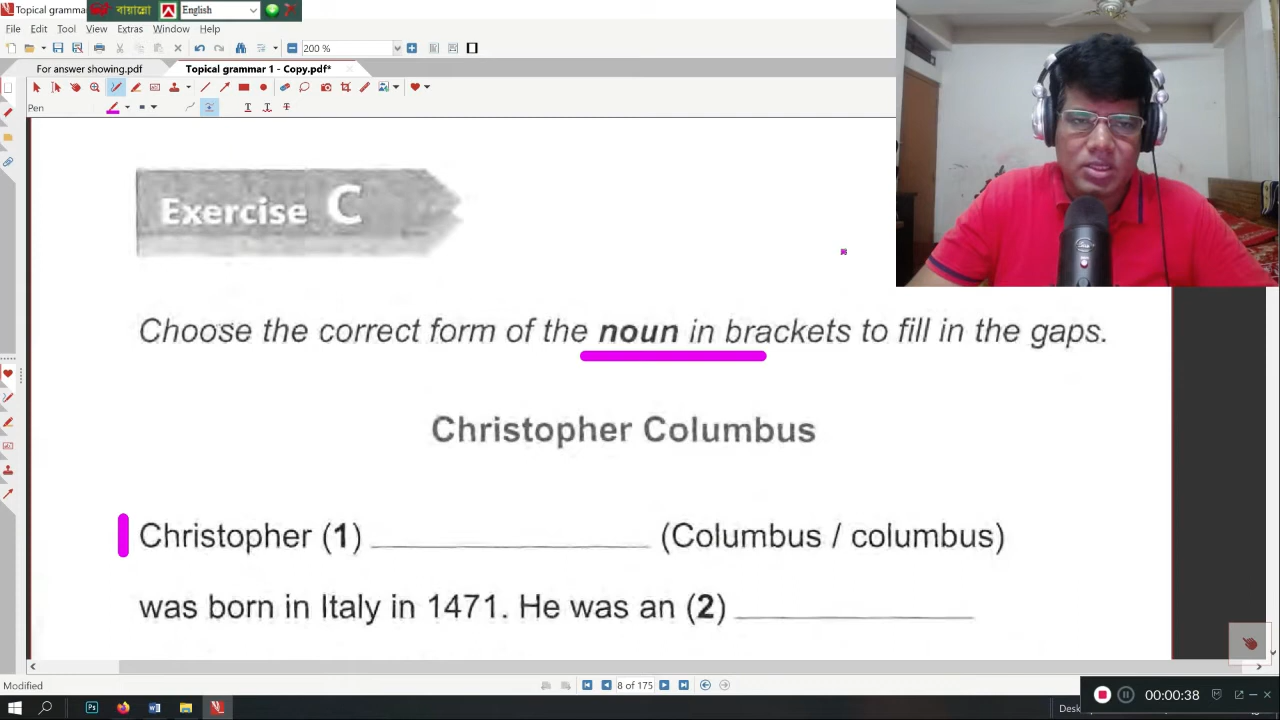 Topical gramma
বায়ান্নো
English
File Edit Tool View Extras Window Help
200 %
For answer showing.pdf
Topical grammar 1 - Copy.pdf*
Pen
Exercise C
Choose the correct form of the noun in brackets to fill in the gaps.
Christopher Columbus
Christopher (1) (Columbus / columbus)
was born in Italy in 1471. He was an (2)
Modified
8 of 175
00:00:38
Desk